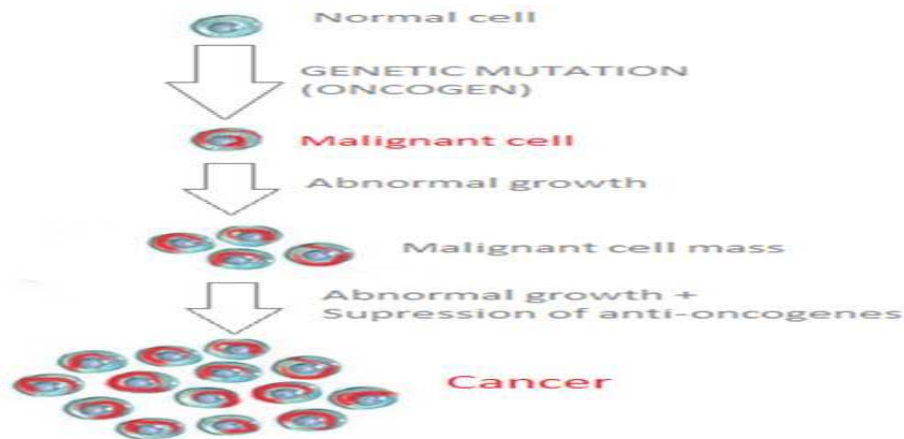 Normal cell
GENETIC MUTATION
(ONCOGEN)
Malignant cell
Abnormal growth
Malignant cell mass
Abnormal growth +
Supression of anti-oncogenes
Cancer